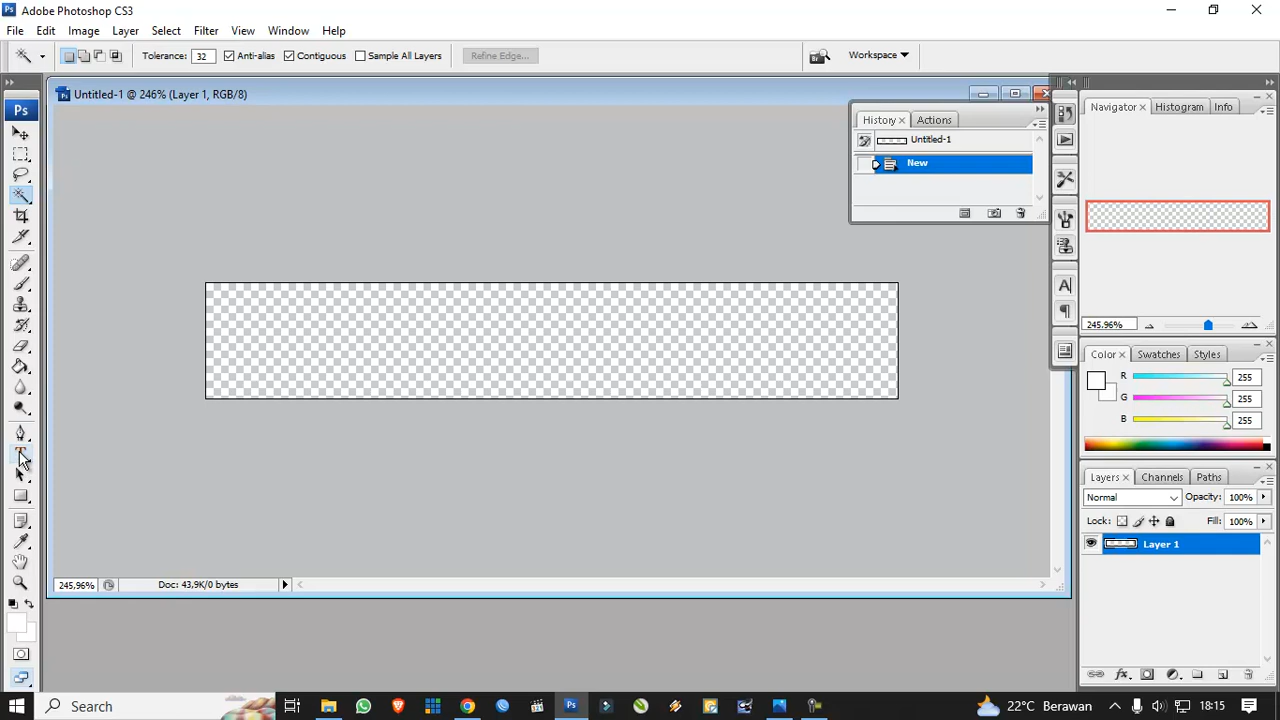 Ps Adobe Photoshop CS3
File Edit Image Layer Select Filter View Window Help
Tolerance: 32 Anti-alias Contiguous Sample All Layers Refine Edge... Workspace
Untitled-1 @ 246% (Layer 1, RGB/8)
Ps
History Actions
Untitled-1
New
Navigator Histogram Info
245.96%
Color Swatches Styles
R 255
G 255
B 255
Layers Channels Paths
Normal Opacity: 100%
Lock: Fill: 100%
Layer 1
245,96% Doc: 43,9K/0 bytes
Search Ps 22°C Berawan 18:15